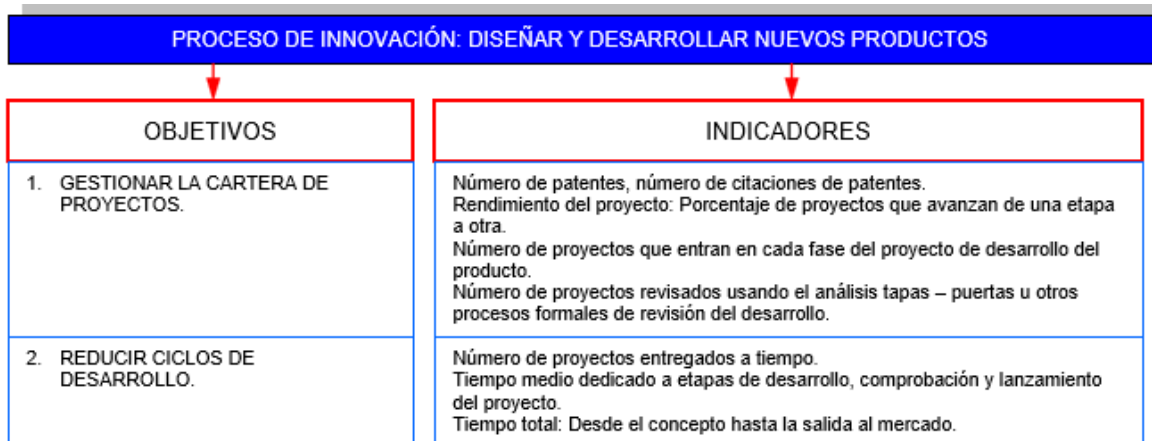 PROCESO DE INNOVACIÓN: DISEÑAR Y DESARROLLAR NUEVOS PRODUCTOS
OBJETIVOS
INDICADORES
1. GESTIONAR LA CARTERA DE
PROYECTOS.
Número de patentes, número de citaciones de patentes.
Rendimiento del proyecto: Porcentaje de proyectos que avanzan de una etapa
a otra.
Número de proyectos que entran en cada fase del proyecto de desarrollo del
producto.
Número de proyectos revisados usando el análisis tapas – puertas u otros
procesos formales de revisión del desarrollo.
2. REDUCIR CICLOS DE
DESARROLLO.
Número de proyectos entregados a tiempo.
Tiempo medio dedicado a etapas de desarrollo, comprobación y lanzamiento
del proyecto.
Tiempo total: Desde el concepto hasta la salida al mercado.